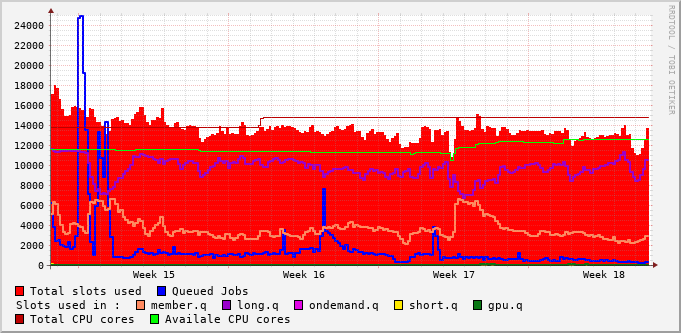 RRDTOOL / TOBI OETIKER
24000
22000
20000
18000
16000
14000
12000
10000
8000
6000
4000
2000
0
Week 15 Week 16 Week 17 Week 18
Total slots used Queued Jobs
Slots used in : member.q long.q ondemand.q short.q gpu.q
Total CPU cores Availale CPU cores